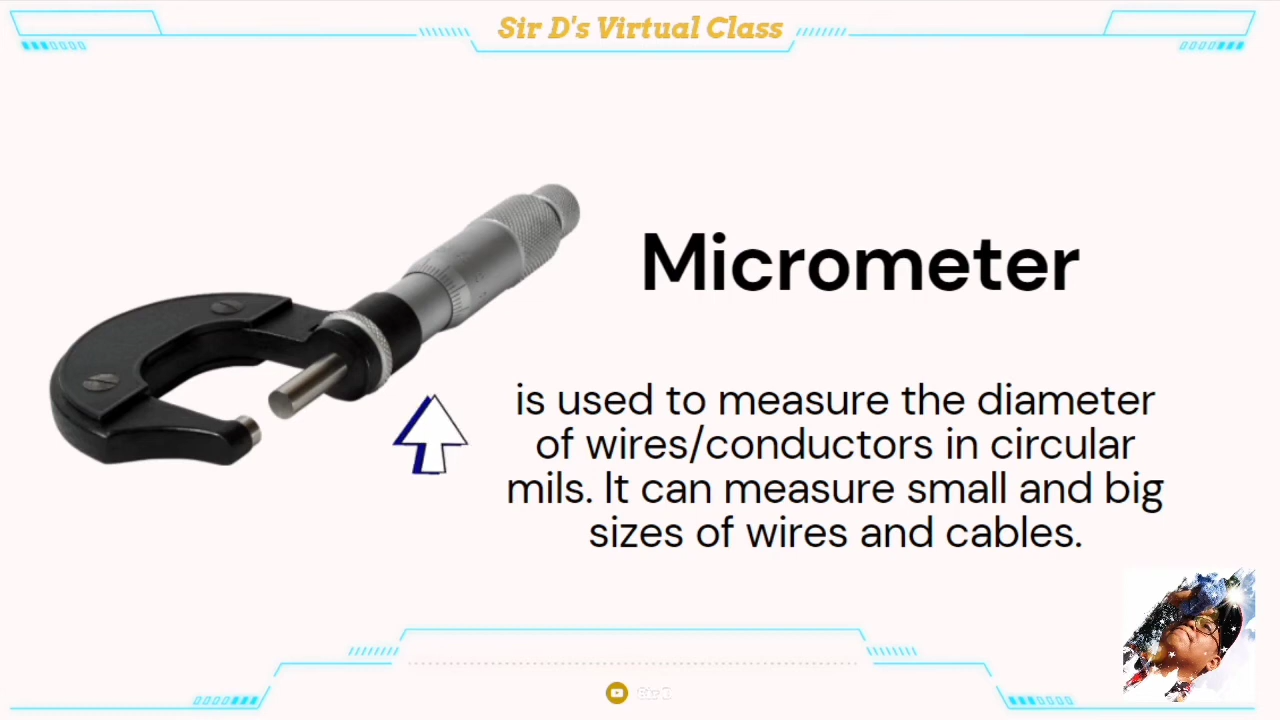 Sir D's Virtual Class
Micrometer
is used to measure the diameter
of wires/conductors in circular
mils. It can measure small and big
sizes of wires and cables.
Sir D